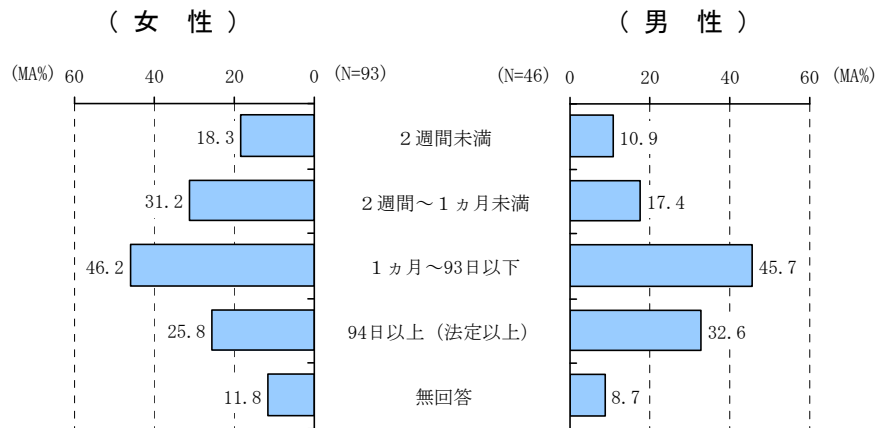 ( 女 性 ) ( 男 性 )
(MA%) 60 40 20 0 (N=93) (N=46) 0 20 40 60 (MA%)
18.3 2週間未満 10.9
31.2 2週間～1ヵ月未満 17.4
46.2 1ヵ月～93日以下 45.7
25.8 94日以上(法定以上) 32.6
11.8 無回答 8.7